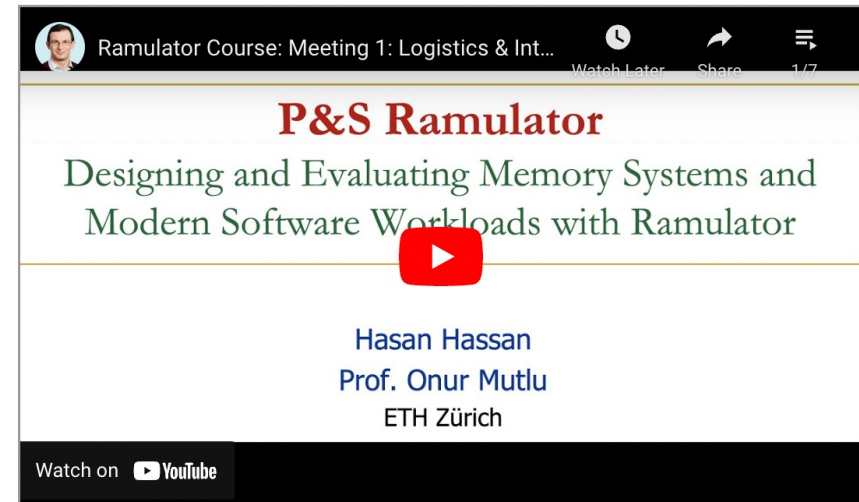 Ramulator Course: Meeting 1: Logistics & Int...
Watch Later
Share
1/7
P&S Ramulator
Designing and Evaluating Memory Systems and
Modern Software Workloads with Ramulator
Hasan Hassan
Prof. Onur Mutlu
ETH Zürich
Watch on YouTube